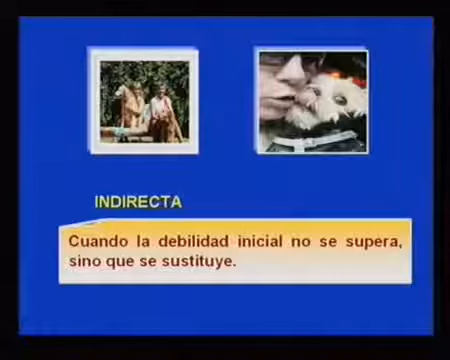 INDIRECTA
Cuando la debilidad inicial no se supera,
sino que se sustituye.